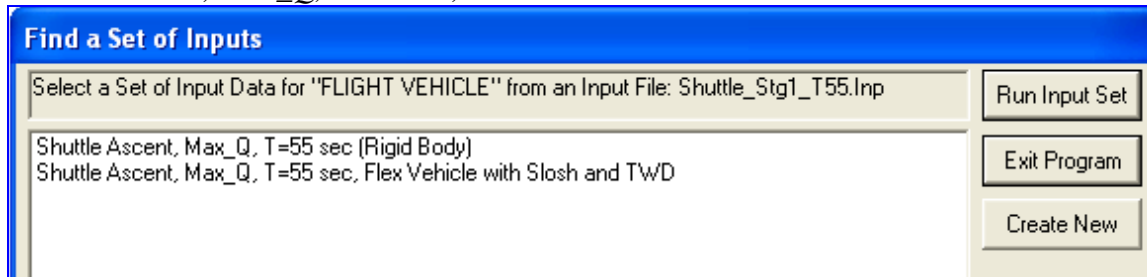 Find a Set of Inputs
Select a Set of Input Data for "FLIGHT VEHICLE" from an Input File: Shuttle_Stg1_T55.Inp
Run Input Set
Shuttle Ascent, Max_Q, T=55 sec (Rigid Body)
Shuttle Ascent, Max_Q, T=55 sec, Flex Vehicle with Slosh and TWD
Exit Program
Create New